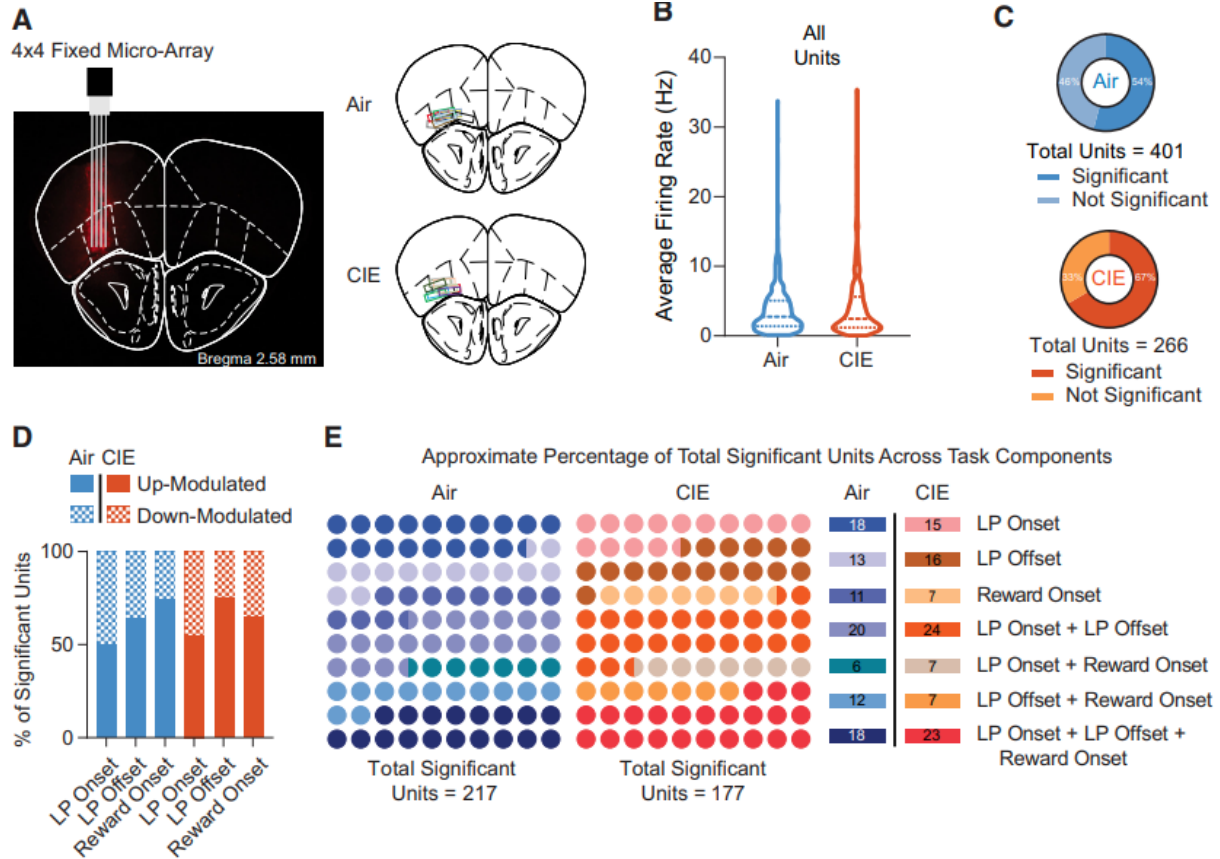 A
4x4 Fixed Micro-Array
Bregma 2.58 mm
Air
CIE
B
All
Units
Average Firing Rate (Hz)
40
30
20
10
0
Air
CIE
C
46%
Air
54%
Total Units = 401
Significant
Not Significant
33%
CIE
67%
Total Units = 266
Significant
Not Significant
D
Air CIE
Up-Modulated
Down-Modulated
% of Significant Units
100
50
0
LP Onset
LP Offset
Reward Onset
LP Onset
LP Offset
Reward Onset
E
Approximate Percentage of Total Significant Units Across Task Components
Air
CIE
Total Significant
Units = 217
Total Significant
Units = 177
Air CIE
18 15 LP Onset
13 16 LP Offset
11 7 Reward Onset
20 24 LP Onset + LP Offset
6 7 LP Onset + Reward Onset
12 7 LP Offset + Reward Onset
18 23 LP Onset + LP Offset +
Reward Onset